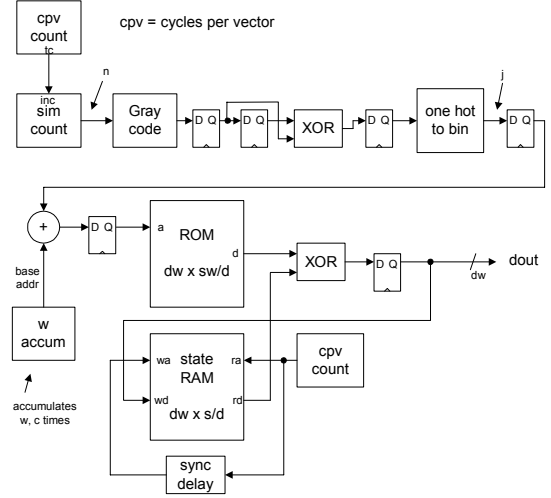 cpv
count
tc
cpv = cycles per vector
n
j
inc
sim
count
Gray
code
D Q
D Q
XOR
D Q
one hot
to bin
D Q
+
D Q
a
ROM
d
dw x sw/d
XOR
D Q
dw
dout
base
addr
w
accum
accumulates
w, c times
wa
state
RAM
ra
wd
dw x s/d
rd
cpv
count
sync
delay